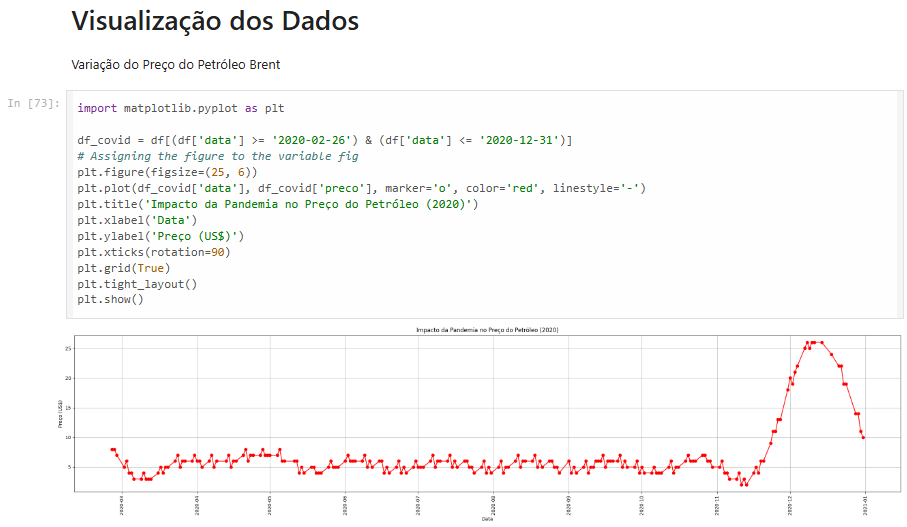 Visualização dos Dados
Variação do Preço do Petróleo Brent
In [73]:
import matplotlib.pyplot as plt
df_covid = df[(df['data'] >= '2020-02-26') & (df['data'] <= '2020-12-31')]
# Assigning the figure to the variable fig
plt.figure(figsize=(25, 6))
plt.plot(df_covid['data'], df_covid['preco'], marker='o', color='red', linestyle='-')
plt.title('Impacto da Pandemia no Preço do Petróleo (2020)')
plt.xlabel('Data')
plt.ylabel('Preço (US$)')
plt.xticks(rotation=90)
plt.grid(True)
plt.tight_layout()
plt.show()
Impacto da Pandemia no Preço do Petróleo (2020)
Preço (US$)
25
20
15
10
5
2020-03
2020-04
2020-05
2020-06
2020-07
2020-08
2020-09
2020-10
2020-11
2020-12
2021-01
Data